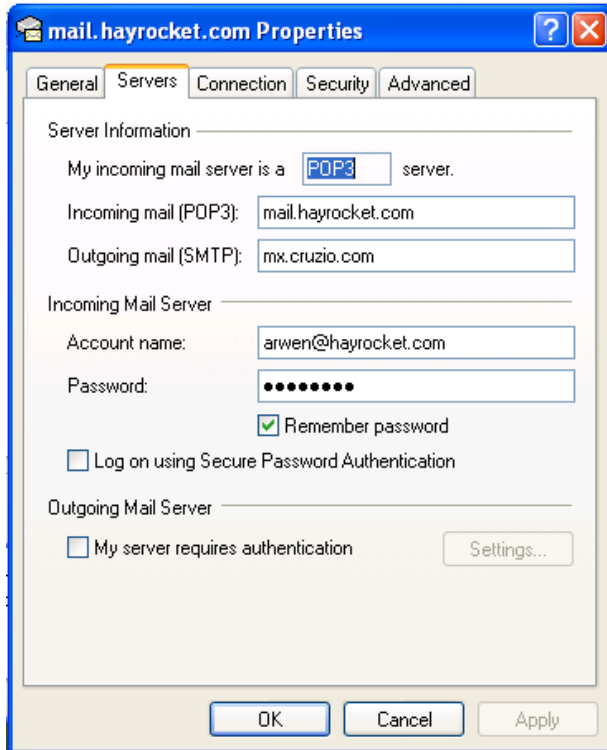 mail.hayrocket.com Properties
General Servers Connection Security Advanced
Server Information
My incoming mail server is a POP3 server.
Incoming mail (POP3): mail.hayrocket.com
Outgoing mail (SMTP): mx.cruzio.com
Incoming Mail Server
Account name: arwen@hayrocket.com
Password: ●●●●●●●●
Remember password
Log on using Secure Password Authentication
Outgoing Mail Server
My server requires authentication Settings...
OK Cancel Apply